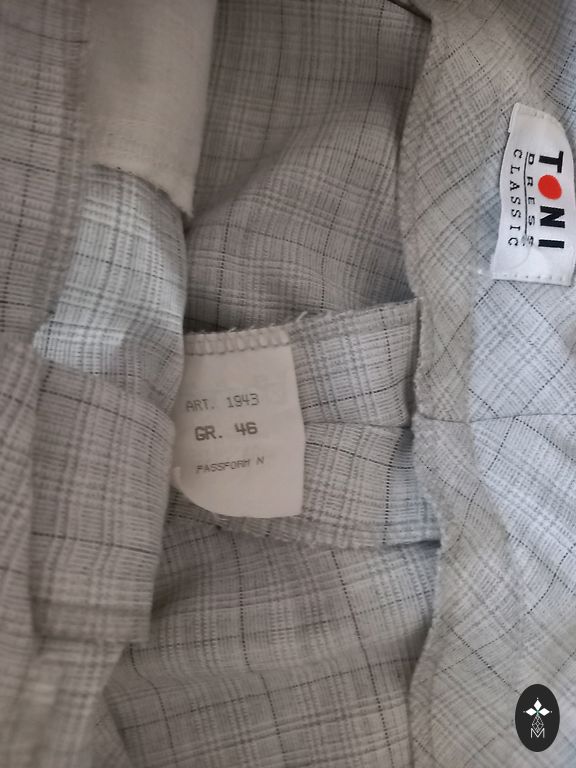 TONI
DRESS
CLASSIC
ART. 1943
GR. 46
PASSFORM N